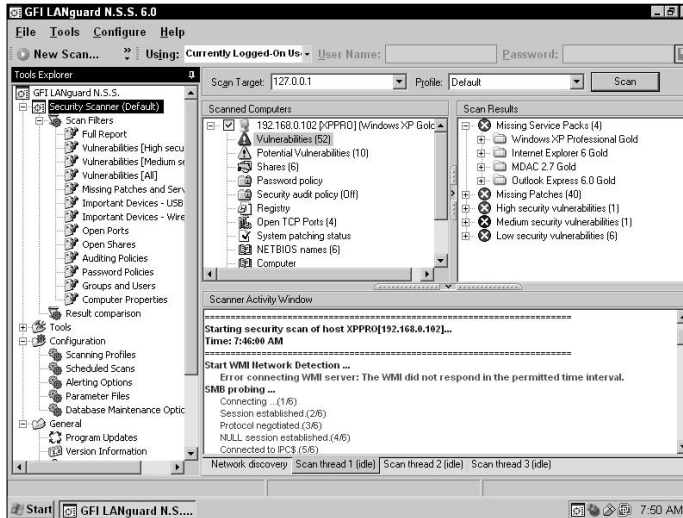 GFI LANguard N.S.S. 6.0
File Tools Configure Help
New Scan... » Using: Currently Logged-On Us User Name: Password:
Tools Explorer
GFI LANguard N.S.S.
Security Scanner (Default)
Scan Filters
Full Report
Vulnerabilities [High secu
Vulnerabilities [Medium se
Vulnerabilities [All]
Missing Patches and Serv
Important Devices - USB
Important Devices - Wire
Open Ports
Open Shares
Auditing Policies
Password Policies
Groups and Users
Computer Properties
Result comparison
Tools
Configuration
Scanning Profiles
Scheduled Scans
Alerting Options
Parameter Files
Database Maintenance Optic
General
Program Updates
Version Information
Scan Target: 127.0.0.1 Profile: Default Scan
Scanned Computers
192.168.0.102 [XPPRO] (Windows XP Gold
Vulnerabilities (52)
Potential Vulnerabilities (10)
Shares (6)
Password policy
Security audit policy (Off)
Registry
Open TCP Ports (4)
System patching status
NETBIOS names (6)
Computer
Scan Results
Missing Service Packs (4)
Windows XP Professional Gold
Internet Explorer 6 Gold
MDAC 2.7 Gold
Outlook Express 6.0 Gold
Missing Patches (40)
High security vulnerabilities (1)
Medium security vulnerabilities (1)
Low security vulnerabilities (6)
Scanner Activity Window
Starting security scan of host XPPRO[192.168.0.102]...
Time: 7:46:00 AM
Start WMI Network Detection ...
Error connecting WMI server: The WMI did not respond in the permitted time interval.
SMB probing ...
Connecting ...(1/6)
Session established.(2/6)
Protocol negotiated.(3/6)
NULL session established.(4/6)
Connected to IPC$.(5/6)
Network discovery Scan thread 1 (idle) Scan thread 2 (idle) Scan thread 3 (idle)
Start GFI LANguard N.S.... 7:50 AM